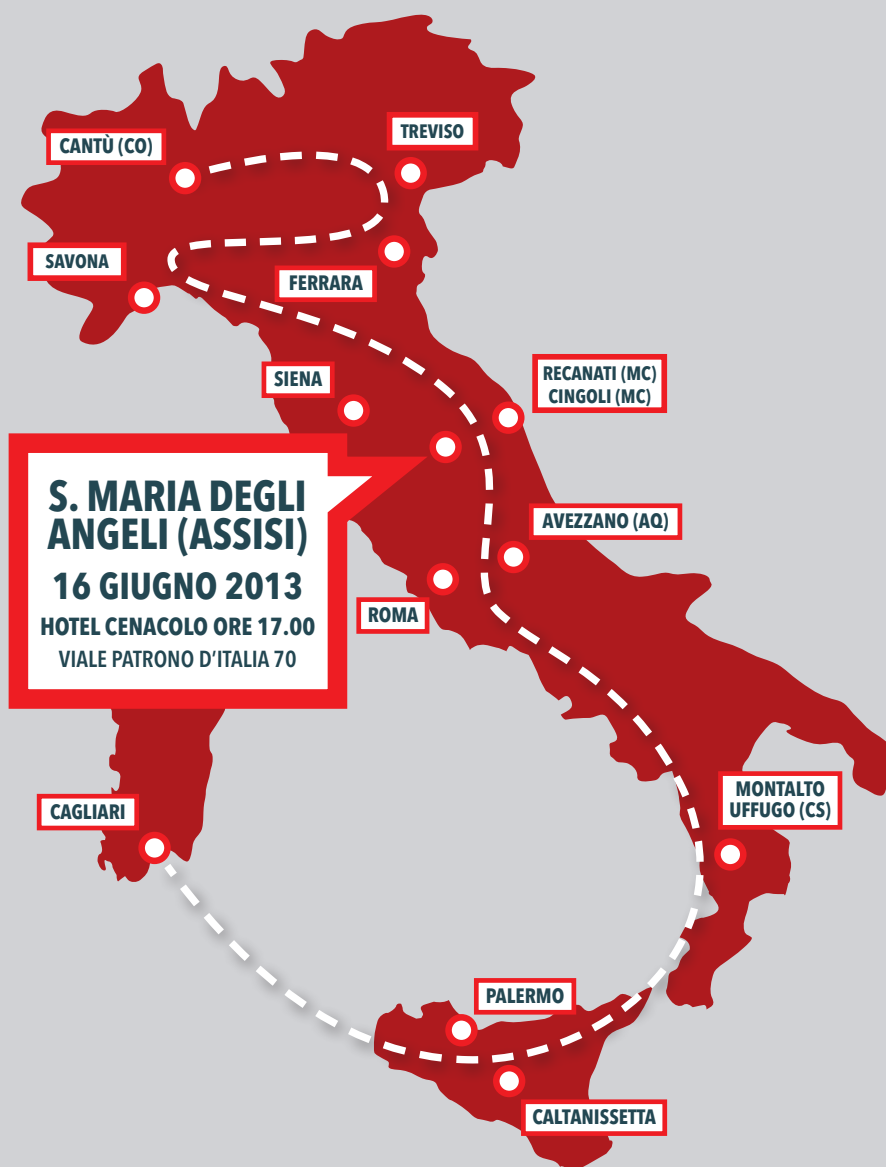 CANTÙ (CO)
TREVISO
SAVONA
FERRARA
SIENA
RECANATI (MC)
CINGOLI (MC)
S. MARIA DEGLI
ANGELI (ASSISI)
16 GIUGNO 2013
HOTEL CENACOLO ORE 17.00
VIALE PATRONO D'ITALIA 70
AVEZZANO (AQ)
ROMA
CAGLIARI
MONTALTO
UFFUGO (CS)
PALERMO
CALTANISSETTA